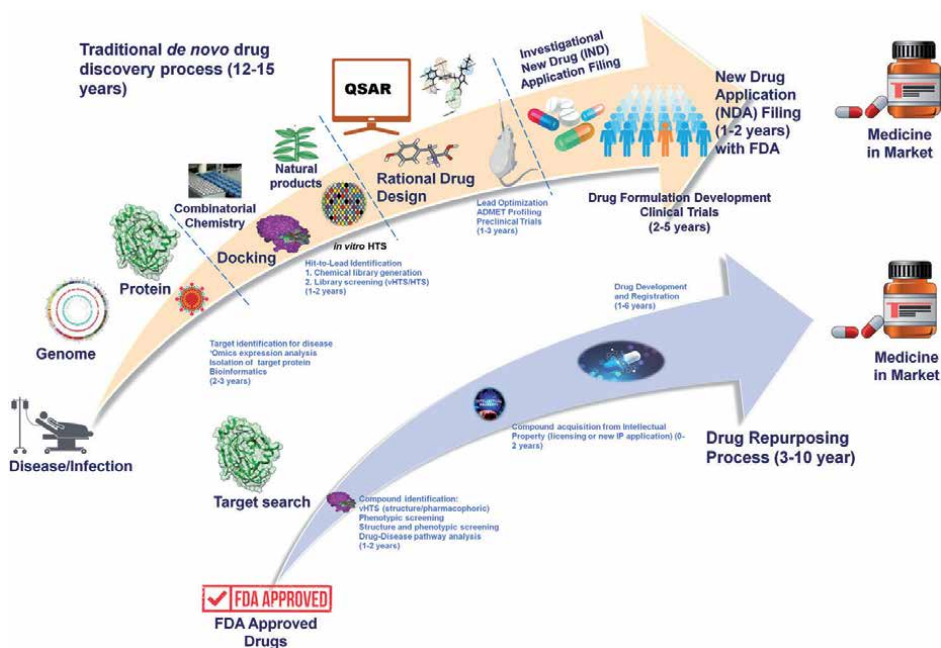 Traditional de novo drug
discovery process (12-15
years)
QSAR
Investigational
New Drug (IND)
Application Filing
New Drug
Application
(NDA) Filing
(1-2 years)
with FDA
Medicine
in Market
Natural
products
Combinatorial
Chemistry
Rational Drug
Design
Protein
Docking
in vitro HTS
Lead Optimization
ADMET Profiling
Preclinical Trials
(1-3 years)
Drug Formulation Development
Clinical Trials
(2-5 years)
Hit-to-Lead Identification
1. Chemical library generation
2. Library screening (vHTS/HTS)
(1-2 years)
Genome
Target identification for disease
'Omics expression analysis
Isolation of target protein
Bioinformatics
(2-3 years)
Disease/Infection
Drug Development
and Registration
(1-6 years)
Medicine
in Market
Compound acquisition from Intellectual
Property (licensing or new IP application) (0-
2 years)
Drug Repurposing
Process (3-10 year)
Target search
Compound identification:
vHTS (structure/pharmacophoric)
Phenotypic screening
Structure and phenotypic screening
Drug-Disease pathway analysis
(1-2 years)
FDA APPROVED
FDA Approved
Drugs